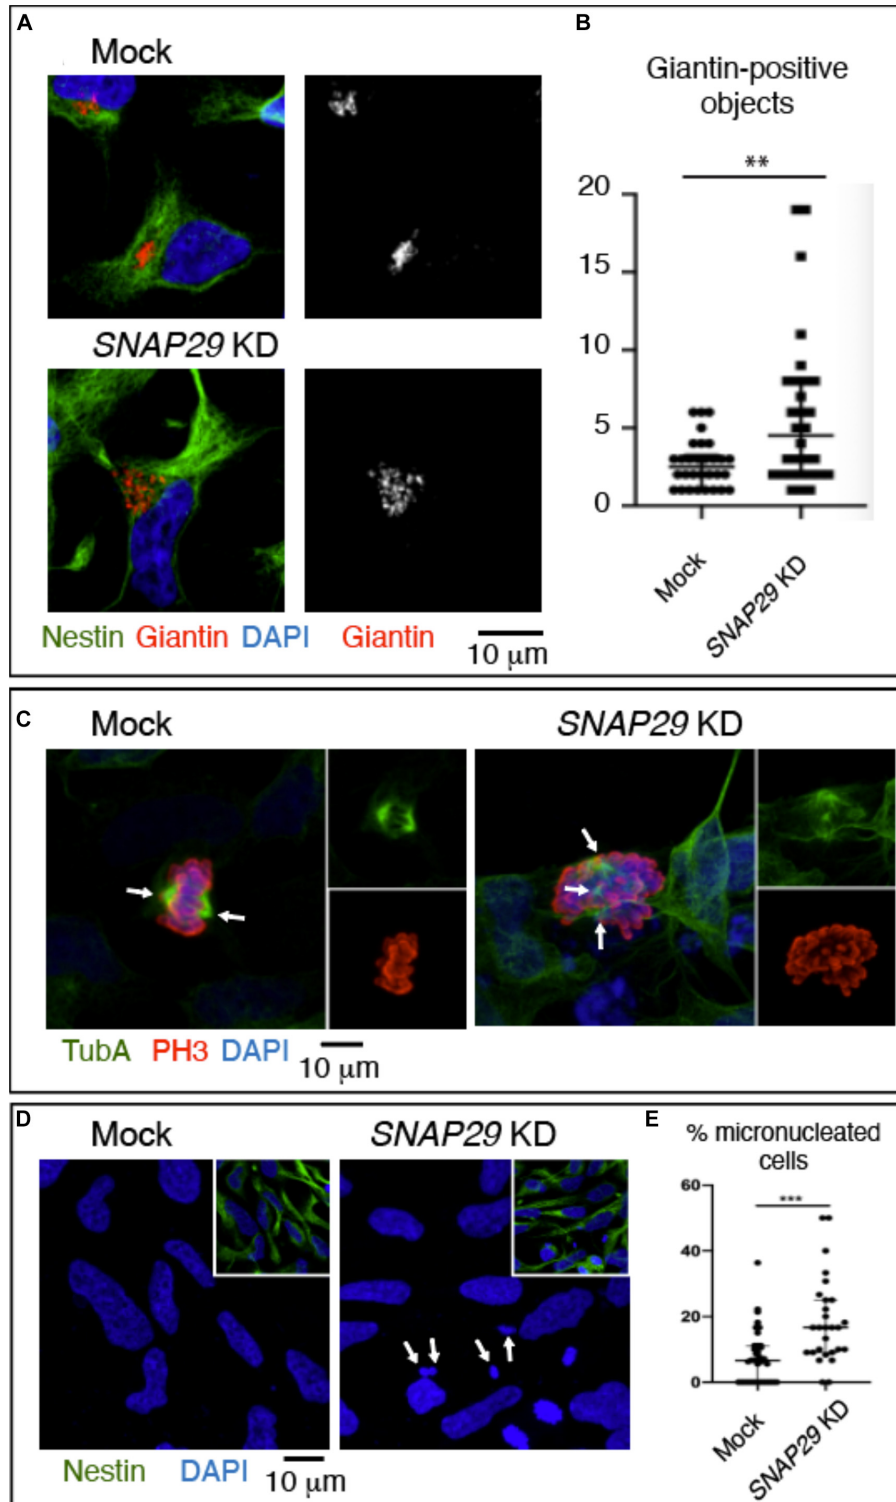 A
Mock
SNAP29 KD
Nestin Giantin DAPI Giantin
10 μm
B
Giantin-positive
objects
**
20
15
10
5
0
Mock
SNAP29 KD
C
Mock
SNAP29 KD
TubA PH3 DAPI
10 μm
D
Mock
SNAP29 KD
Nestin DAPI
10 μm
E
% micronucleated
cells
***
60
40
20
0
Mock
SNAP29 KD